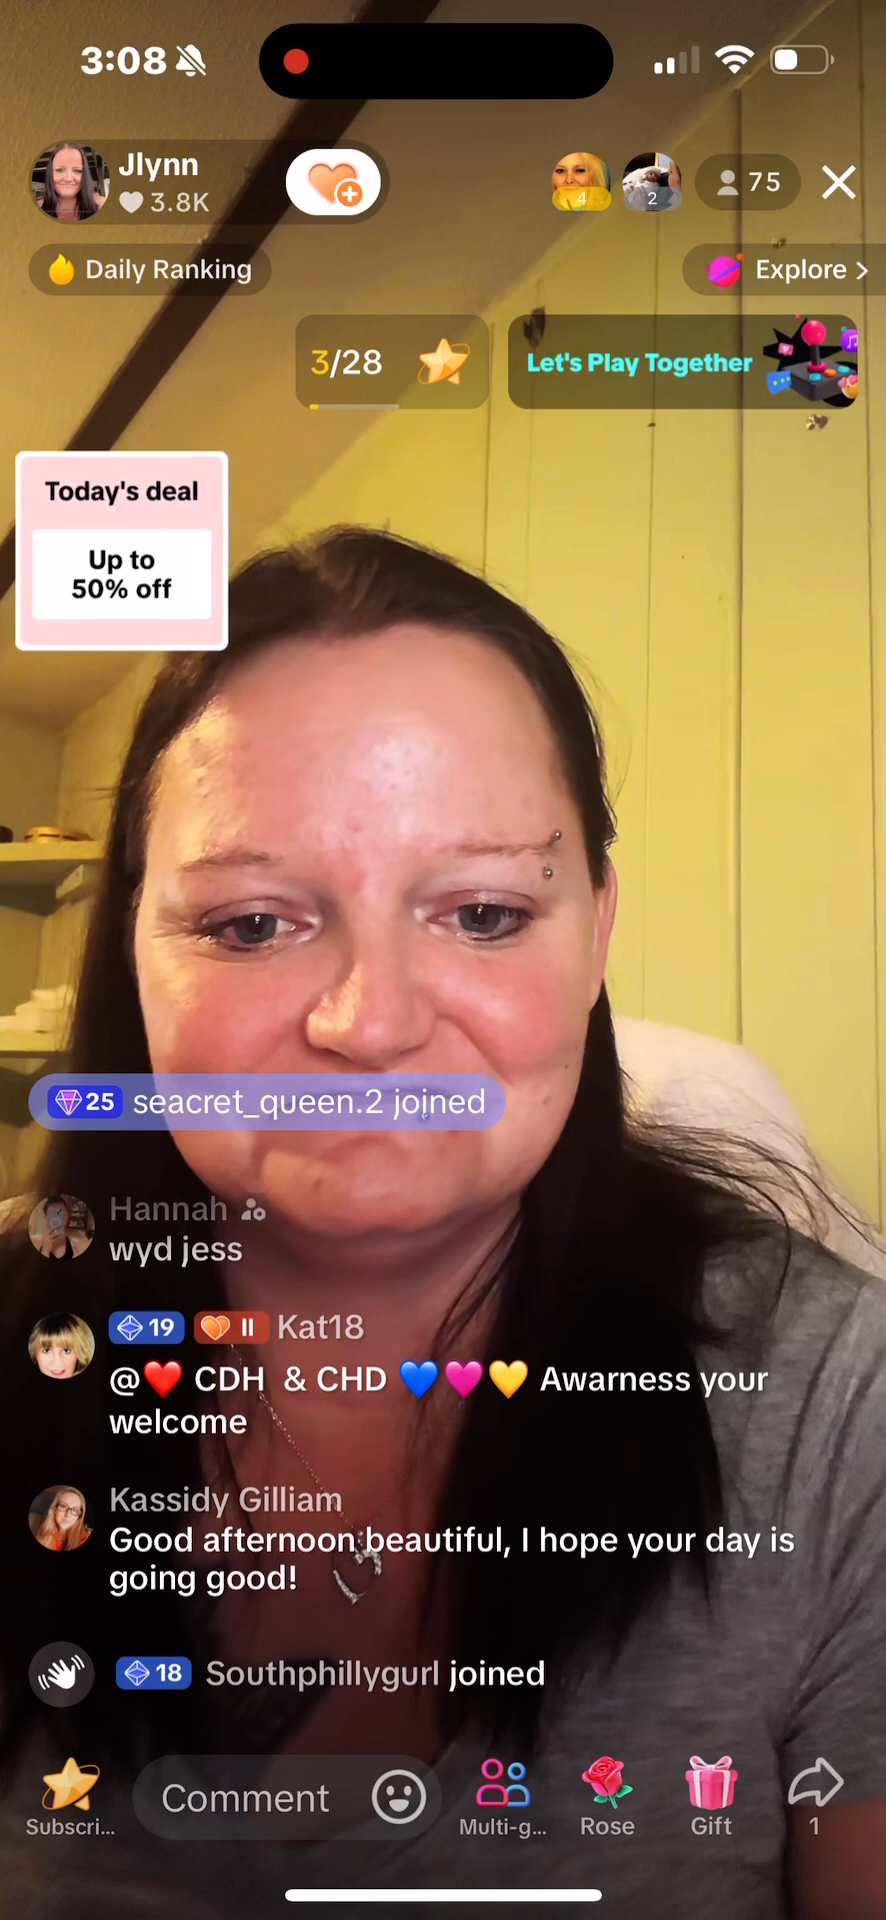 3:08
Jlynn
3.8K
4
2
75
Daily Ranking
Explore >
3/28
Let's Play Together
Today's deal
Up to
50% off
25 seacret_queen.2 joined
Hannah
wyd jess
19 II Kat18
@❤️ CDH & CHD 💙🩷💛 Awarness your
welcome
Kassidy Gilliam
Good afternoon beautiful, I hope your day is
going good!
18 Southphillygurl joined
Subscri...
Comment
Multi-g...
Rose
Gift
1